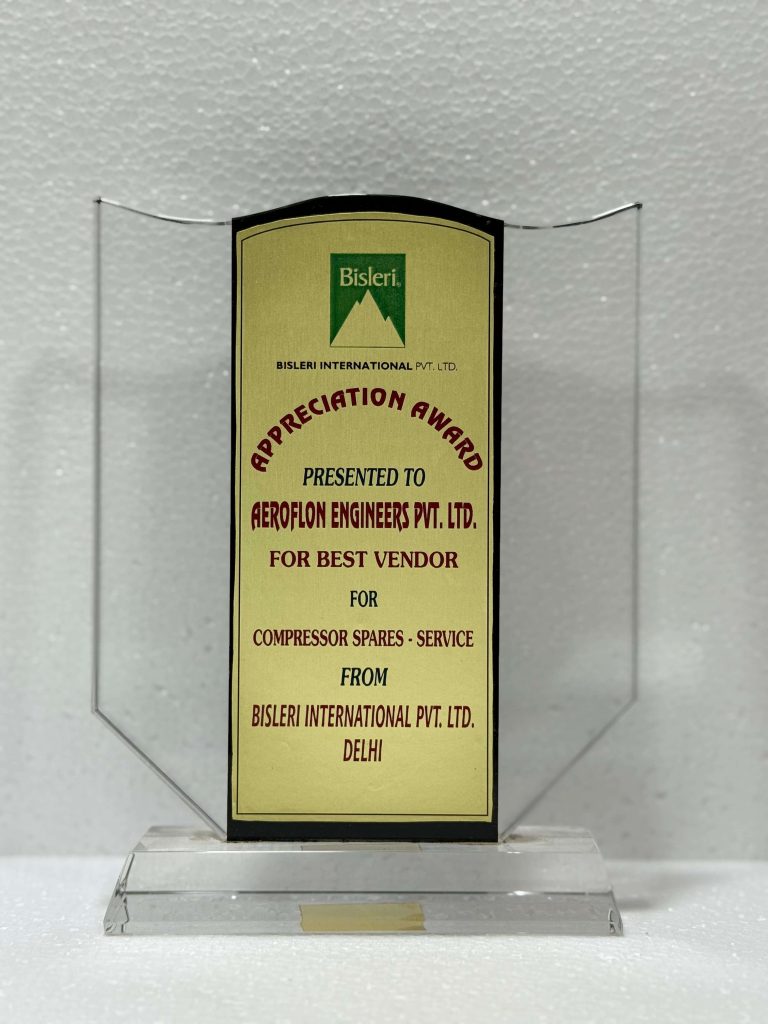 Bisleri
BISLERI INTERNATIONAL PVT. LTD.
APPRECIATION AWARD
PRESENTED TO
AEROFLON ENGINEERS PVT. LTD.
FOR BEST VENDOR
FOR
COMPRESSOR SPARES - SERVICE
FROM
BISLERI INTERNATIONAL PVT. LTD.
DELHI